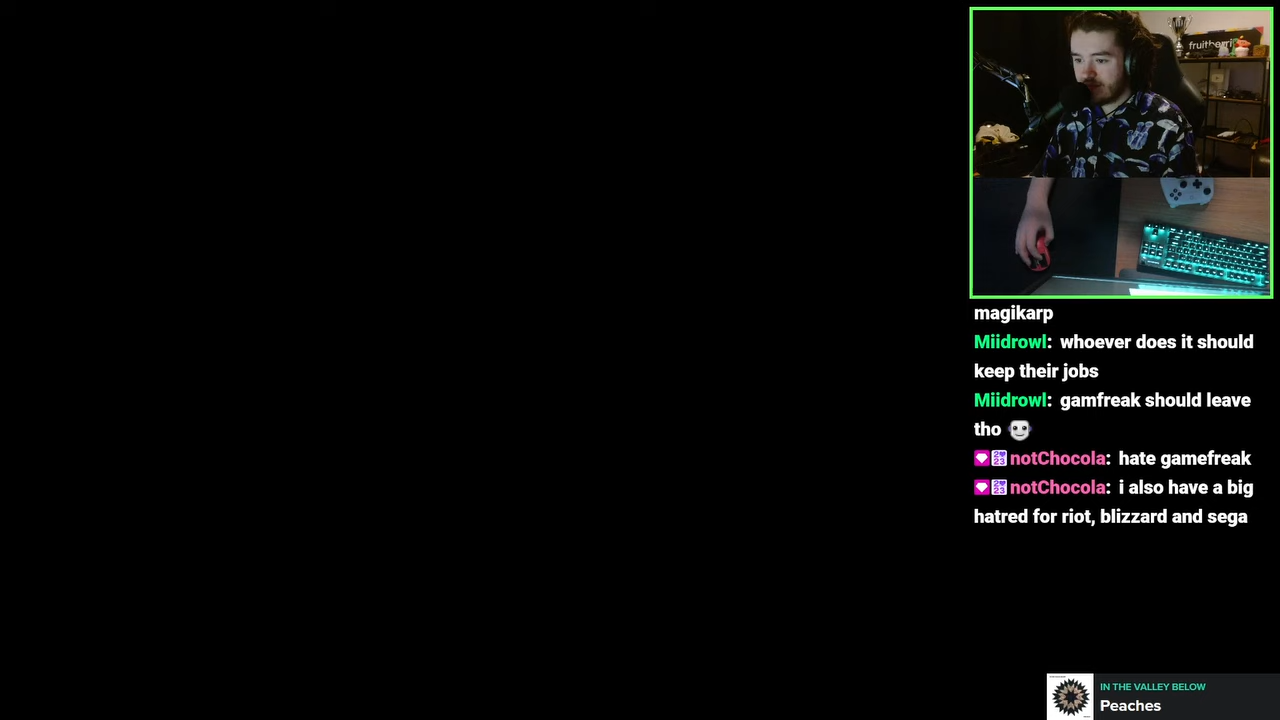 fruitberri
magikarp
Miidrowl: whoever does it should
keep their jobs
Miidrowl: gamfreak should leave
tho
notChocola: hate gamefreak
notChocola: i also have a big
hatred for riot, blizzard and sega
IN THE VALLEY BELOW
Peaches